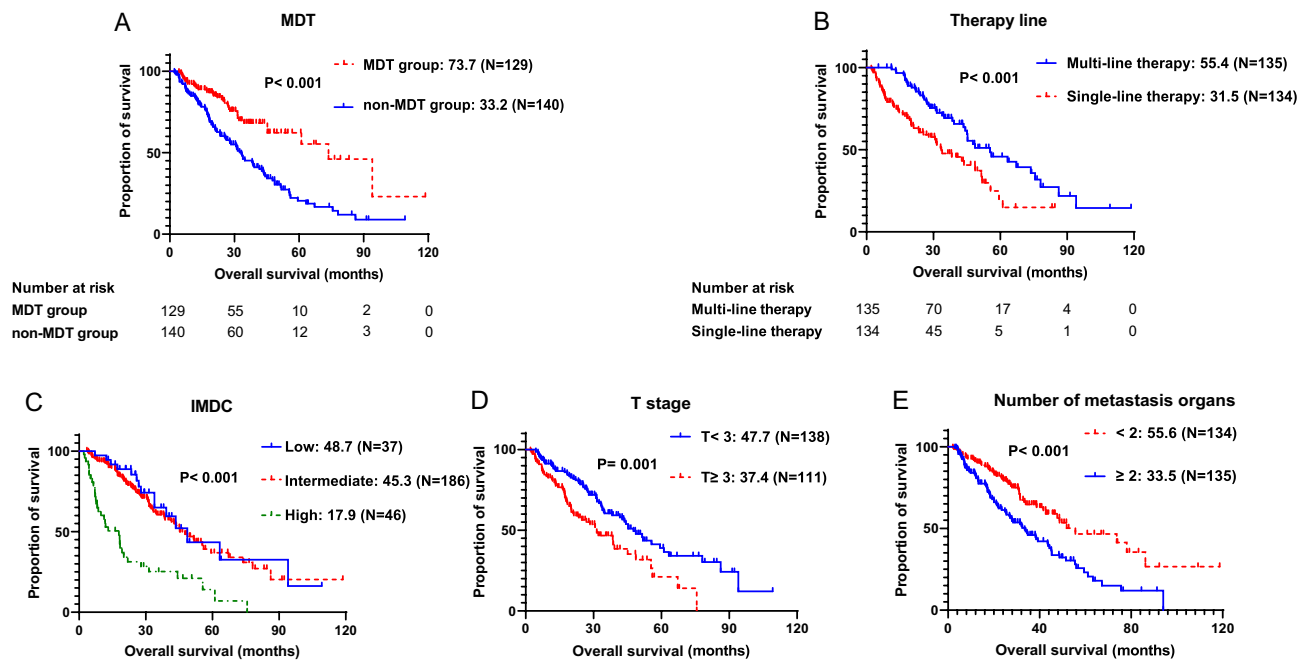 A
MDT
Proportion of survival
100
50
0
0 30 60 90 120
Overall survival (months)
P< 0.001
MDT group: 73.7 (N=129)
non-MDT group: 33.2 (N=140)
Number at risk
MDT group 129 55 10 2 0
non-MDT group 140 60 12 3 0
B
Therapy line
Proportion of survival
100
50
0
0 30 60 90 120
Overall survival (months)
P< 0.001
Multi-line therapy: 55.4 (N=135)
Single-line therapy: 31.5 (N=134)
Number at risk
Multi-line therapy 135 70 17 4 0
Single-line therapy 134 45 5 1 0
C
IMDC
Proportion of survival
100
50
0
0 30 60 90 120
Overall survival (months)
P< 0.001
Low: 48.7 (N=37)
Intermediate: 45.3 (N=186)
High: 17.9 (N=46)
D
T stage
Proportion of survival
100
50
0
0 30 60 90 120
Overall survival (months)
P= 0.001
T< 3: 47.7 (N=138)
T≥ 3: 37.4 (N=111)
E
Number of metastasis organs
Proportion of survival
100
50
0
0 40 80 120
Overall survival (months)
P< 0.001
< 2: 55.6 (N=134)
≥ 2: 33.5 (N=135)